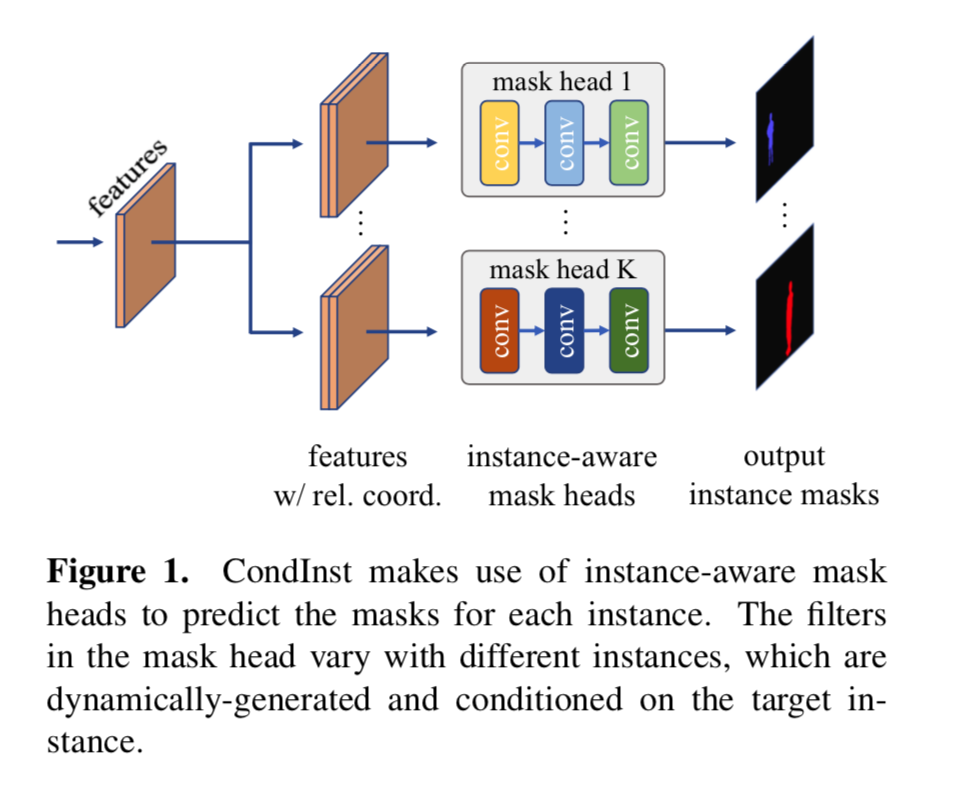 features
mask head 1
conv conv conv
⋮ ⋮ ⋮
mask head K
conv conv conv
features instance-aware output
w/ rel. coord. mask heads instance masks
Figure 1. CondInst makes use of instance-aware mask
heads to predict the masks for each instance. The filters
in the mask head vary with different instances, which are
dynamically-generated and conditioned on the target in-
stance.